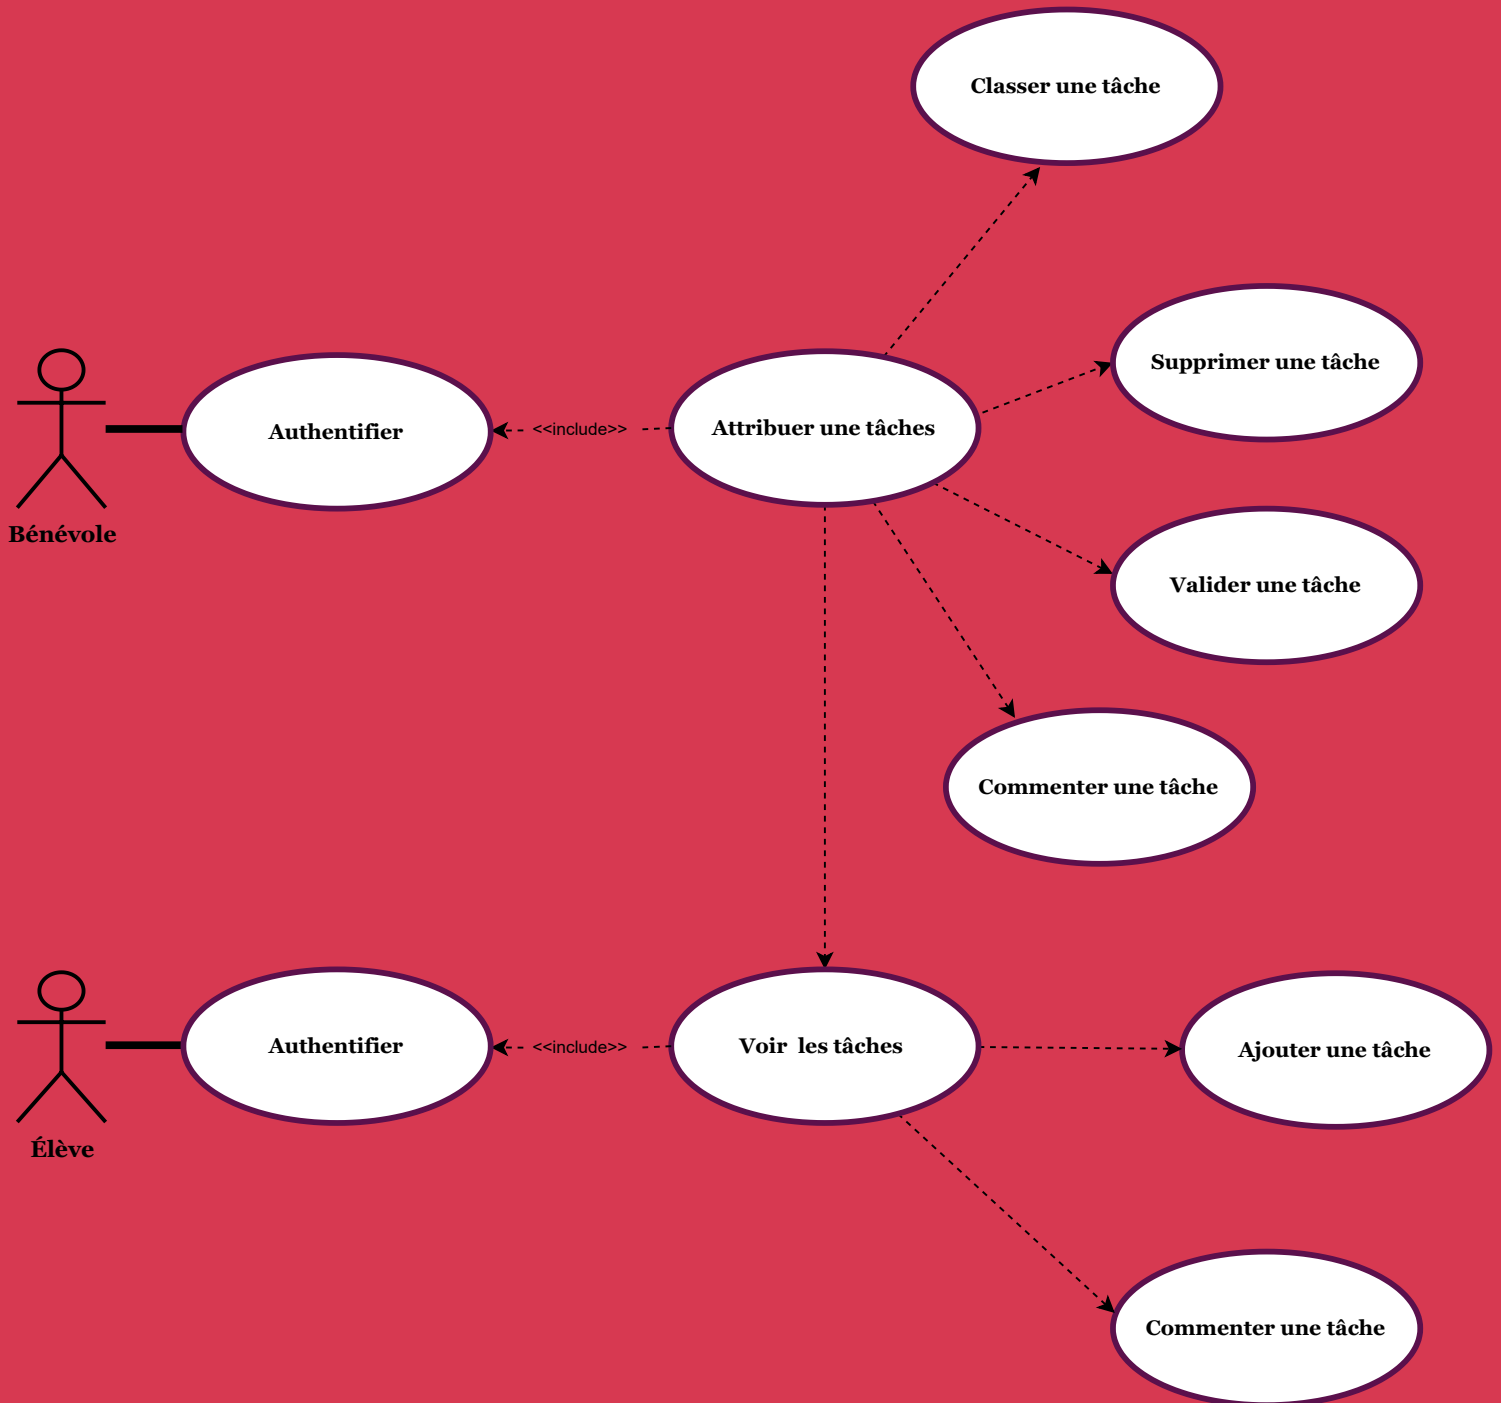 Classer une tâche
Supprimer une tâche
Authentifier
<<include>>
Attribuer une tâches
Bénévole
Valider une tâche
Commenter une tâche
Authentifier
<<include>>
Voir les tâches
Ajouter une tâche
Élève
Commenter une tâche